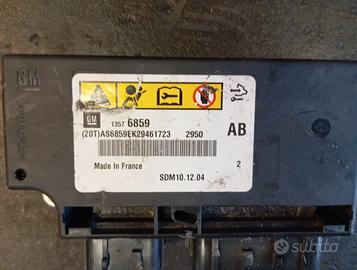 GM
GM 1357 6859
(20T)AS6859EK29461723 2950 AB
Made In France 2
SDM10.12.04
subito